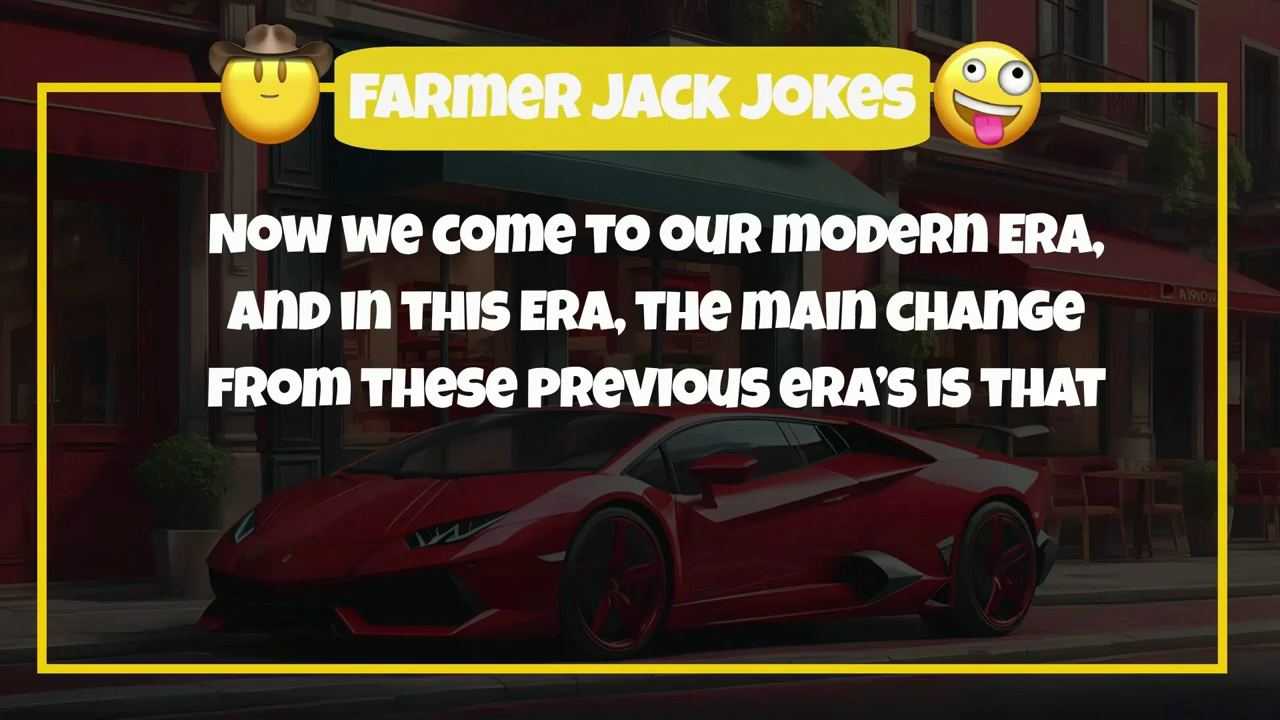 FARMER JACK JOKES
NOW WE COME TO OUR MODERN ERA,
AND IN THIS ERA, THE MAIN CHANGE
FROM THESE PREVIOUS ERA'S IS THAT